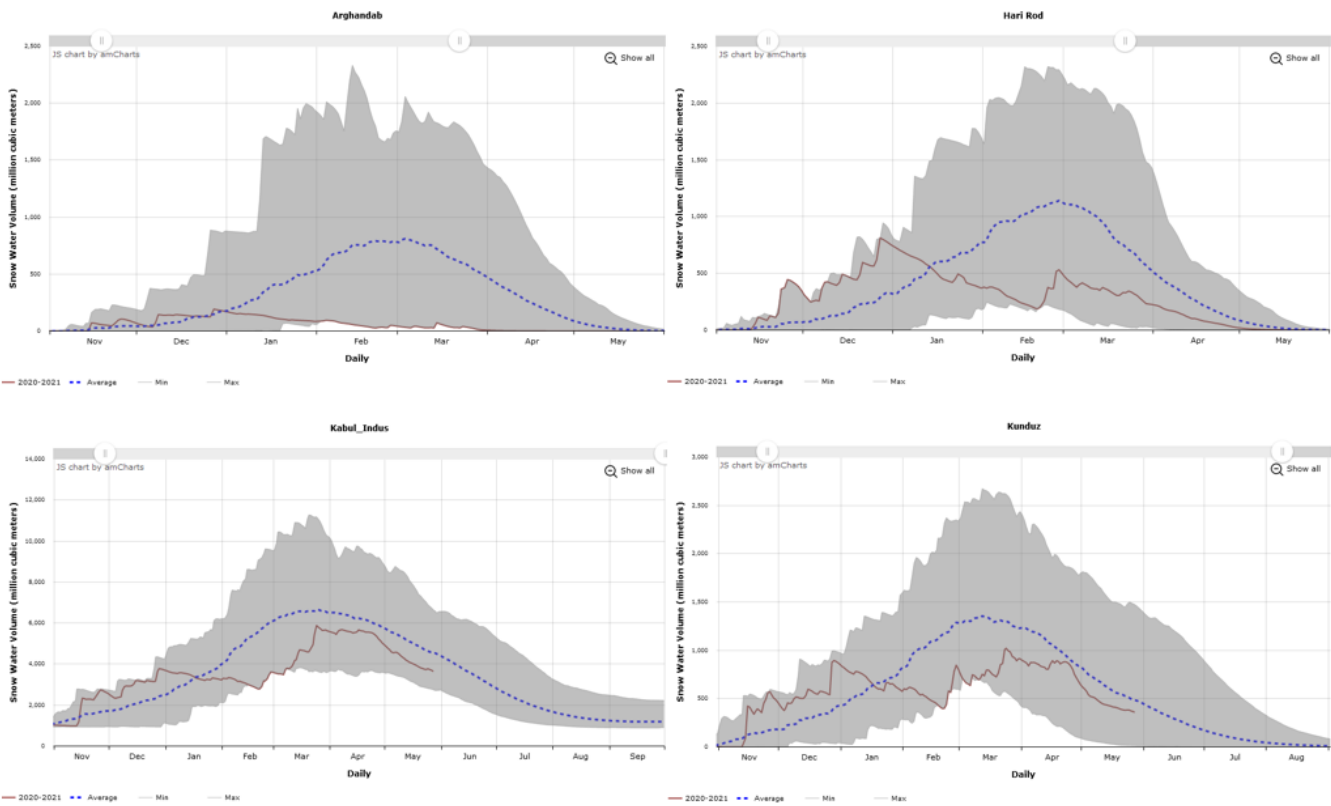 Arghandab
JS chart by amCharts
Show all
Snow Water Volume (million cubic meters)
2,500
2,000
1,500
1,000
500
0
Nov Dec Jan Feb Mar Apr May
Daily
2020-2021 Average Min Max
Hari Rod
JS chart by amCharts
Show all
Snow Water Volume (million cubic meters)
2,500
2,000
1,500
1,000
500
0
Nov Dec Jan Feb Mar Apr May
Daily
2020-2021 Average Min Max
Kabul_Indus
JS chart by amCharts
Show all
Snow Water Volume (million cubic meters)
14,000
12,000
10,000
8,000
6,000
4,000
2,000
0
Nov Dec Jan Feb Mar Apr May Jun Jul Aug Sep
Daily
2020-2021 Average Min Max
Kunduz
JS chart by amCharts
Show all
Snow Water Volume (million cubic meters)
3,000
2,500
2,000
1,500
1,000
500
0
Nov Dec Jan Feb Mar Apr May Jun Jul Aug
Daily
2020-2021 Average Min Max